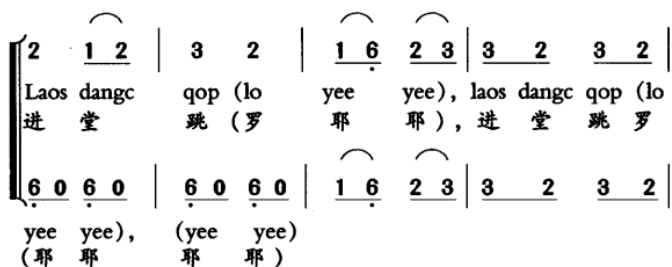 2 1 2 | 3 2 | 1 6 2 3 | 3 2 3 2 |
Laos dangc qop (lo yee yee), laos dangc qop (lo
进 堂 跳 (罗 耶 耶), 进 堂 跳 罗
6 0 6 0 | 6 0 6 0 | 1 6 2 3 | 3 2 3 2 |
yee yee), (yee yee)
(耶 耶 耶 耶)